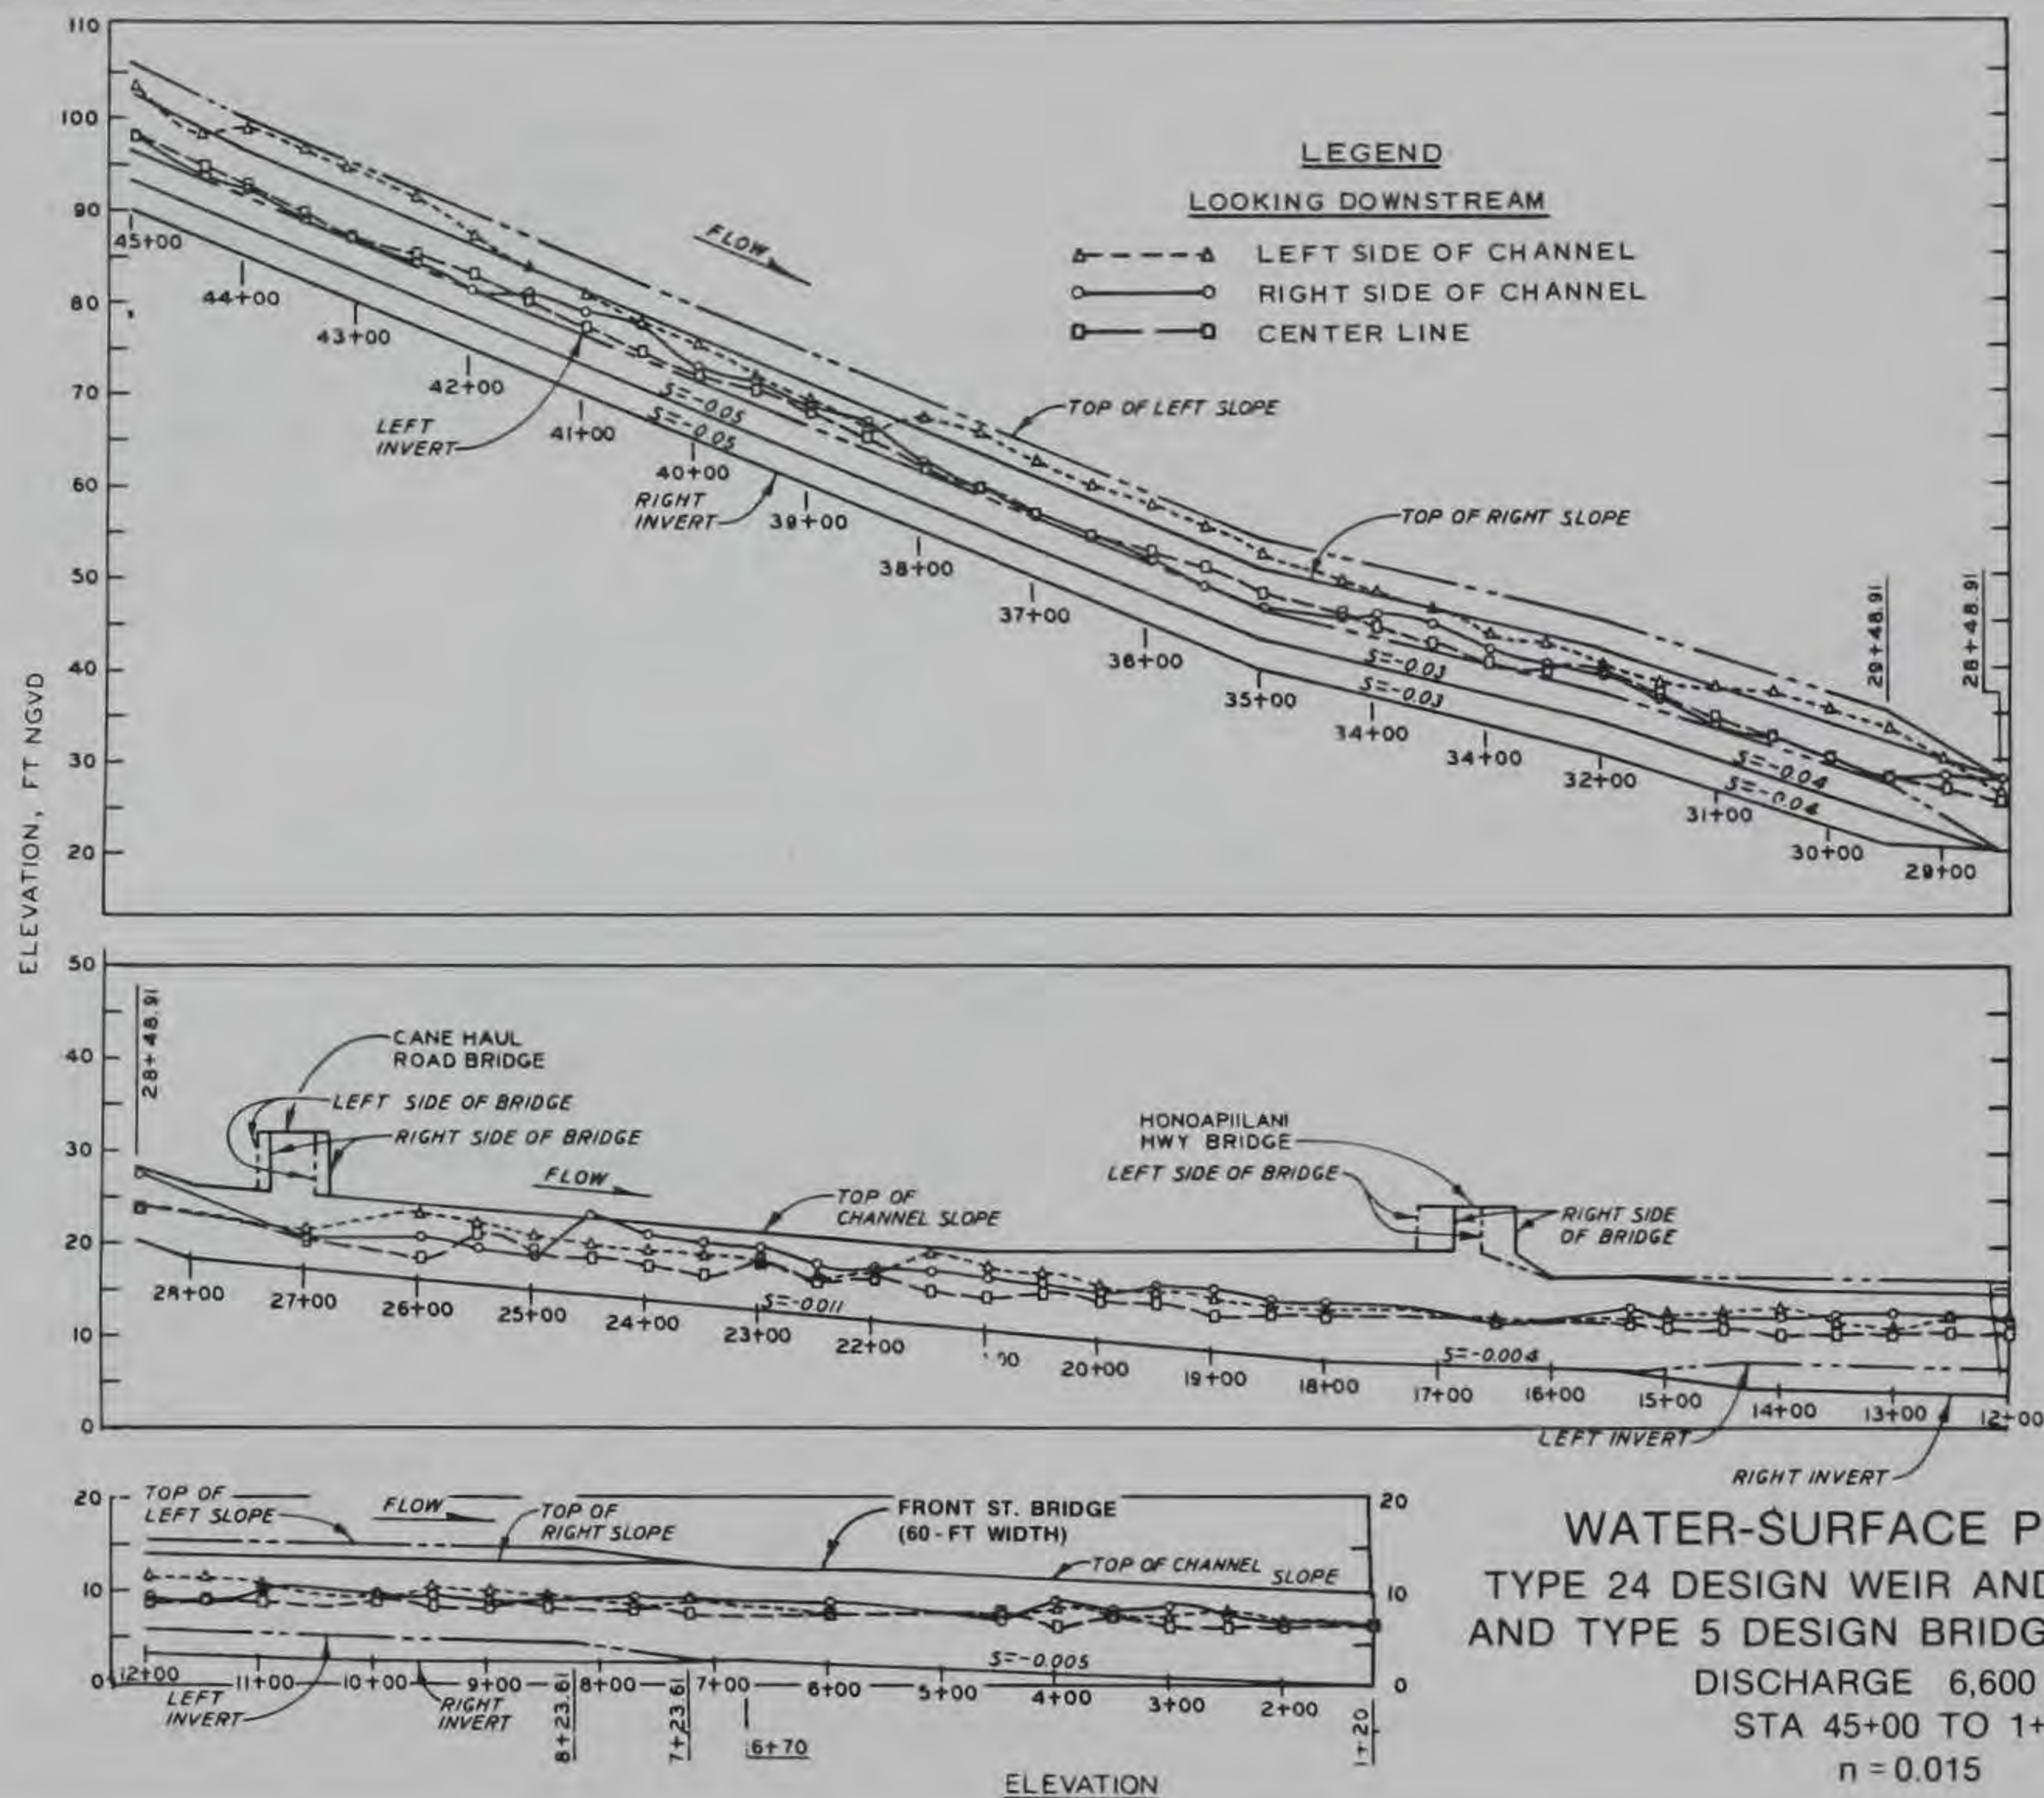 110
100
90
80
70
60
50
40
30
20
ELEVATION, FT NGVD
LEGEND
LOOKING DOWNSTREAM
LEFT SIDE OF CHANNEL
RIGHT SIDE OF CHANNEL
CENTER LINE
FLOW
45+00
44+00
43+00
42+00
41+00
40+00
39+00
38+00
37+00
36+00
35+00
34+00
34+00
32+00
31+00
30+00
29+00
LEFT
INVERT
RIGHT
INVERT
S=-0.05
S=-0.05
TOP OF LEFT SLOPE
TOP OF RIGHT SLOPE
S=-0.03
S=-0.03
S=-0.04
S=-0.04
29+48.91
28+48.91
50
40
30
20
10
0
28+48.91
CANE HAUL
ROAD BRIDGE
LEFT SIDE OF BRIDGE
RIGHT SIDE OF BRIDGE
FLOW
TOP OF
CHANNEL SLOPE
HONOAPIILANI
HWY BRIDGE
LEFT SIDE OF BRIDGE
RIGHT SIDE
OF BRIDGE
28+00
27+00
26+00
25+00
24+00
23+00
22+00
20+00
19+00
18+00
17+00
16+00
15+00
14+00
13+00
12+00
S=-0.011
S=-0.004
LEFT INVERT
RIGHT INVERT
20
10
0
TOP OF
LEFT SLOPE
FLOW
TOP OF
RIGHT SLOPE
FRONT ST. BRIDGE
(60-FT WIDTH)
TOP OF CHANNEL SLOPE
20
10
0
S=-0.005
12+00
11+00
10+00
9+00
8+00
7+00
6+00
5+00
4+00
3+00
2+00
LEFT
INVERT
RIGHT
INVERT
8+23.61
7+23.61
6+70
1+20
ELEVATION
WATER-SURFACE P
TYPE 24 DESIGN WEIR AND
AND TYPE 5 DESIGN BRIDG
DISCHARGE 6,600
STA 45+00 TO 1+
n = 0.015